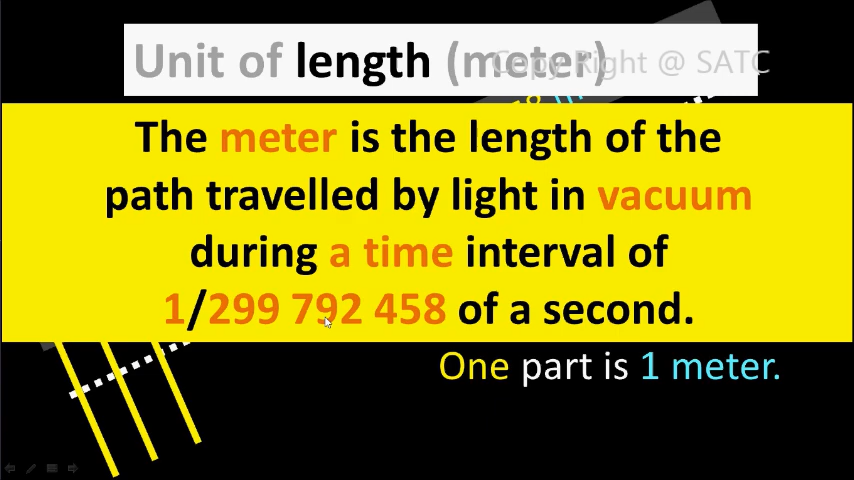 Unit of length (meter)
Copy Right @ SATC
The meter is the length of the
path travelled by light in vacuum
during a time interval of
1/299 792 458 of a second.
One part is 1 meter.